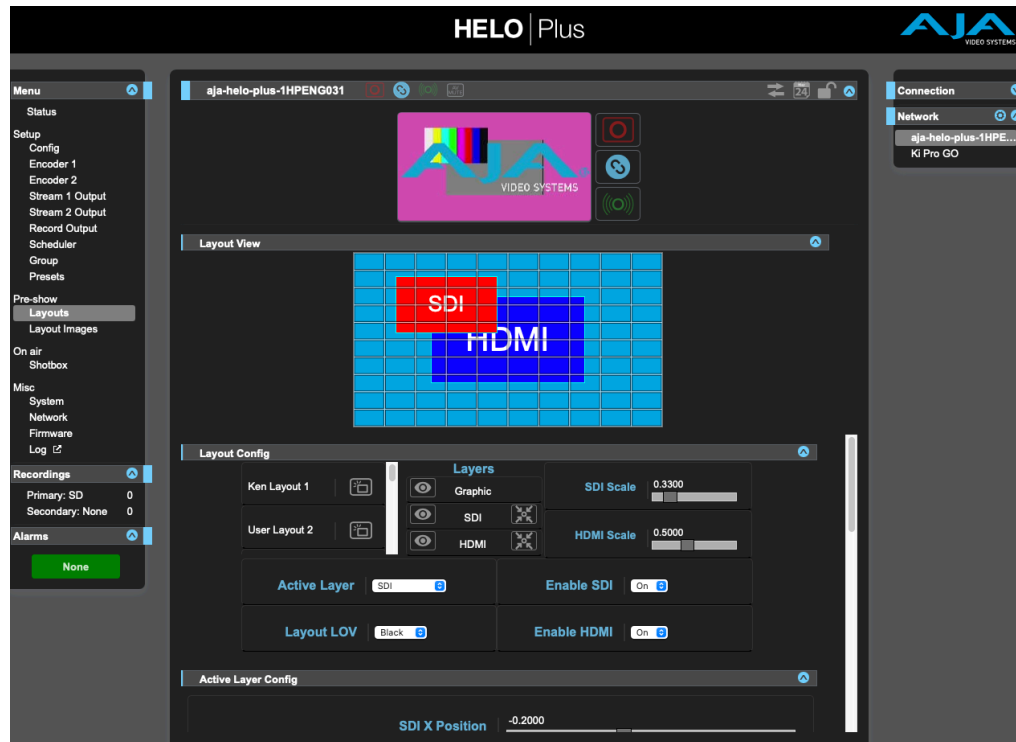 HELO Plus
AJA
VIDEO SYSTEMS
Menu
Status
Setup
Config
Encoder 1
Encoder 2
Stream 1 Output
Stream 2 Output
Record Output
Scheduler
Group
Presets
Pre-show
Layouts
Layout Images
On air
Shotbox
Misc
System
Network
Firmware
Log
Recordings
Primary: SD 0
Secondary: None 0
Alarms
None
aja-helo-plus-1HPENG031
24
AJA
VIDEO SYSTEMS
Layout View
SDI
HDMI
Layout Config
Ken Layout 1
User Layout 2
Layers
Graphic
SDI
HDMI
SDI Scale 0.3300
HDMI Scale 0.5000
Active Layer SDI
Enable SDI On
Layout LOV Black
Enable HDMI On
Active Layer Config
SDI X Position -0.2000
Connection
Network
aja-helo-plus-1HPE...
Ki Pro GO